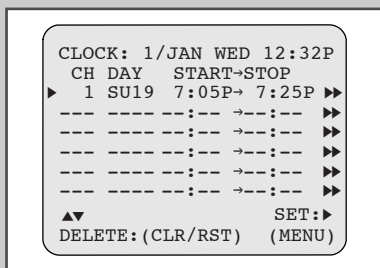 CLOCK: 1/JAN WED 12:32P
CH DAY START→STOP
▶ 1 SU19 7:05P→ 7:25P ▶▶
--- ---- --:-- →--:-- ▶▶
--- ---- --:-- →--:-- ▶▶
--- ---- --:-- →--:-- ▶▶
--- ---- --:-- →--:-- ▶▶
--- ---- --:-- →--:-- ▶▶
▲▼ SET:▶
DELETE:(CLR/RST) (MENU)